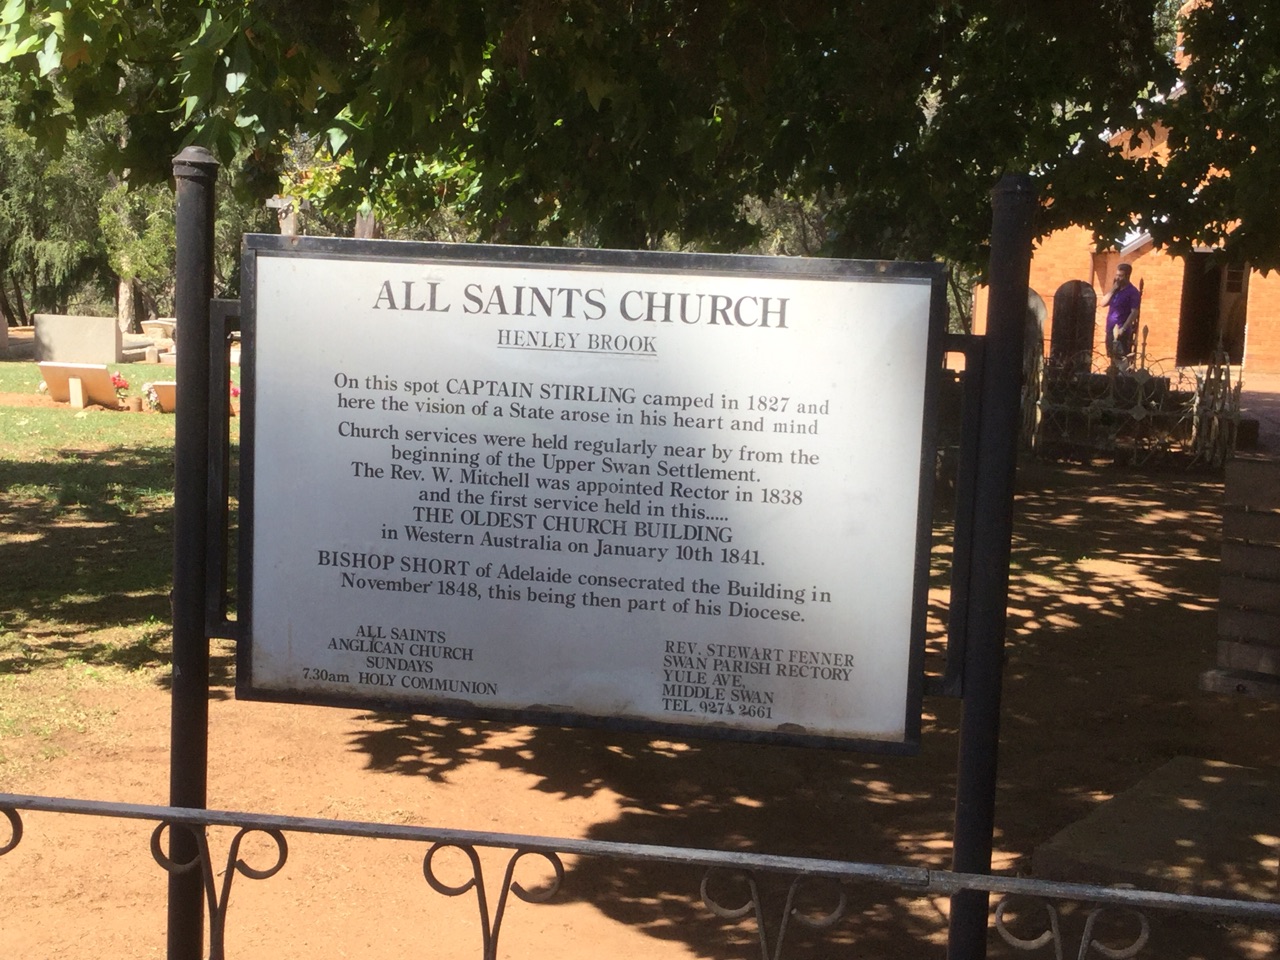 ALL SAINTS CHURCH
HENLEY BROOK
On this spot CAPTAIN STIRLING camped in 1827 and
here the vision of a State arose in his heart and mind
Church services were held regularly near by from the
beginning of the Upper Swan Settlement.
The Rev. W. Mitchell was appointed Rector in 1838
and the first service held in this.....
THE OLDEST CHURCH BUILDING
in Western Australia on January 10th 1841.
BISHOP SHORT of Adelaide consecrated the Building in
November 1848, this being then part of his Diocese.
ALL SAINTS
ANGLICAN CHURCH
SUNDAYS
7.30am HOLY COMMUNION
REV. STEWART FENNER
SWAN PARISH RECTORY
YULE AVE,
MIDDLE SWAN
TEL. 9274 2661